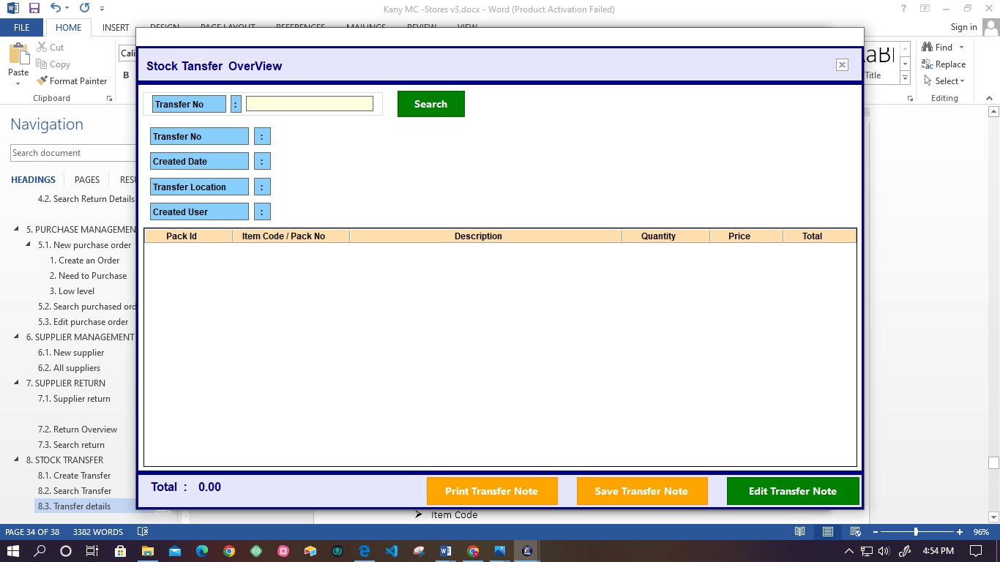 Kany MC -Stores v3.docx - Word (Product Activation Failed)
FILE HOME INSERT DESIGN PAGE LAYOUT REFERENCES MAILINGS REVIEW VIEW Sign in
Paste
Cut
Copy
Format Painter
Clipboard
Cali
B
AaBl
Title
Find
Replace
Select
Editing
Navigation
Search document
HEADINGS PAGES RESU
4.2. Search Return Details
5. PURCHASE MANAGEMEN
5.1. New purchase order
1. Create an Order
2. Need to Purchase
3. Low level
5.2. Search purchased ord
5.3. Edit purchase order
6. SUPPLIER MANAGEMENT
6.1. New supplier
6.2. All suppliers
7. SUPPLIER RETURN
7.1. Supplier return
7.2. Return Overview
7.3. Search return
8. STOCK TRANSFER
8.1. Create Transfer
8.2. Search Transfer
8.3. Transfer details
Stock Tansfer OverView
Transfer No : Search
Transfer No :
Created Date :
Transfer Location :
Created User :
Pack Id Item Code / Pack No Description Quantity Price Total
Total : 0.00
Print Transfer Note Save Transfer Note Edit Transfer Note
Item Code
PAGE 34 OF 38 3382 WORDS 96%
4:54 PM